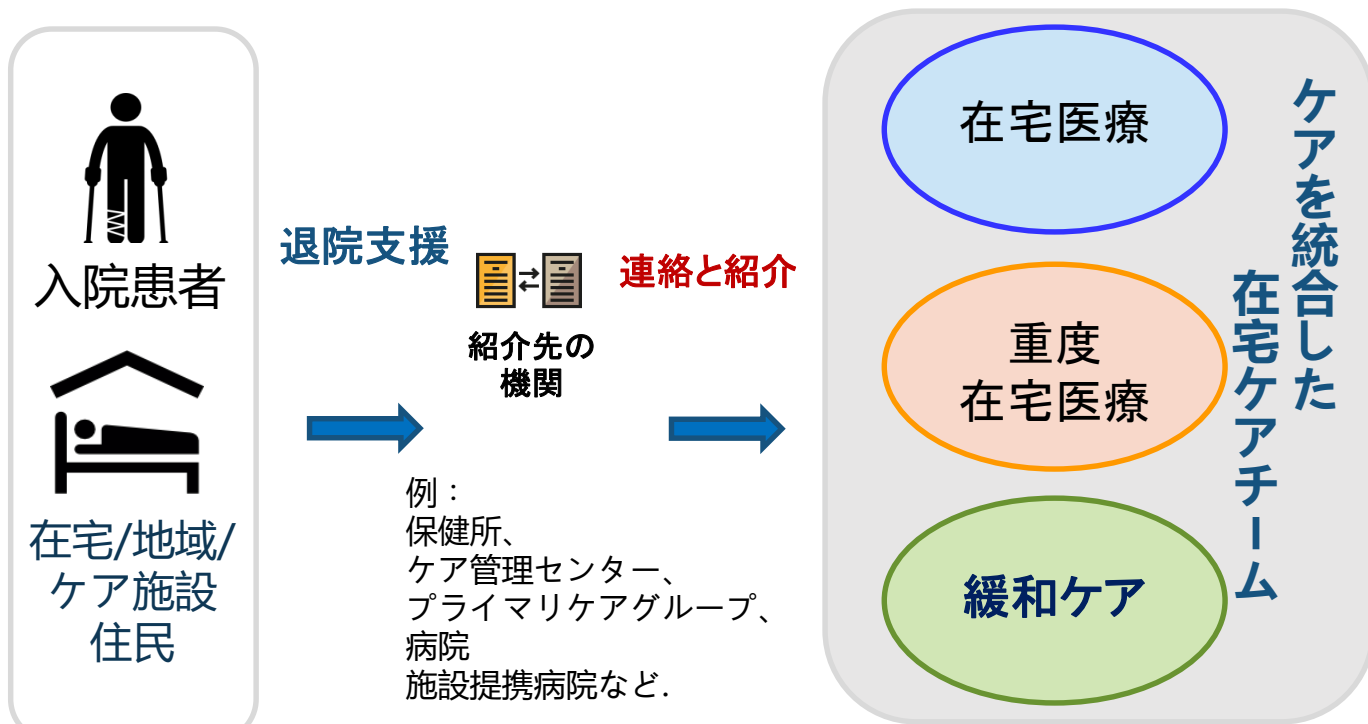 入院患者
在宅/地域/
ケア施設
住民
退院支援
紹介先の
機関
連絡と紹介
例：
保健所、
ケア管理センター、
プライマリケアグループ、
病院
施設提携病院など.
在宅医療
重度
在宅医療
緩和ケア
ケアを統合した
在宅ケアチーム